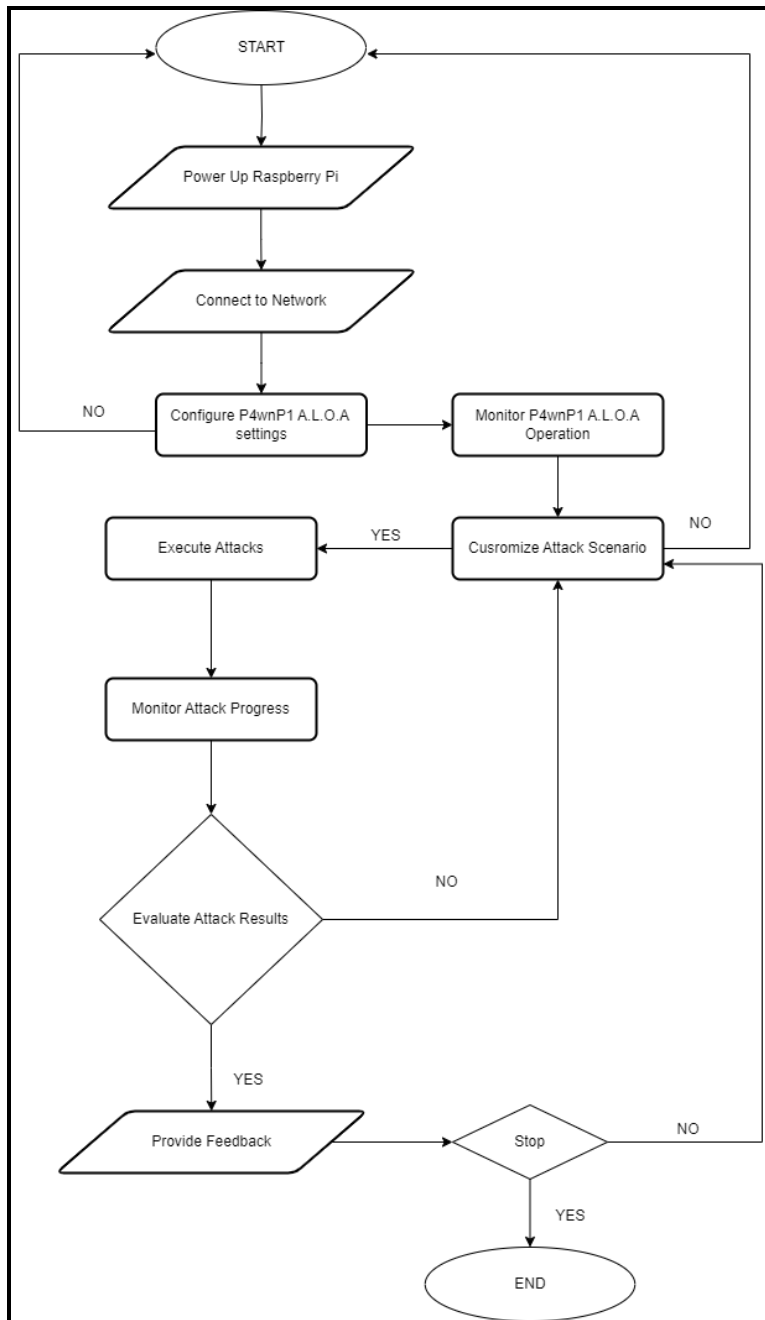 START
Power Up Raspberry Pi
Connect to Network
NO
Configure P4wnP1 A.L.O.A
settings
Monitor P4wnP1 A.L.O.A
Operation
Execute Attacks
YES
Cusromize Attack Scenario
NO
Monitor Attack Progress
Evaluate Attack Results
NO
YES
Provide Feedback
Stop
NO
YES
END